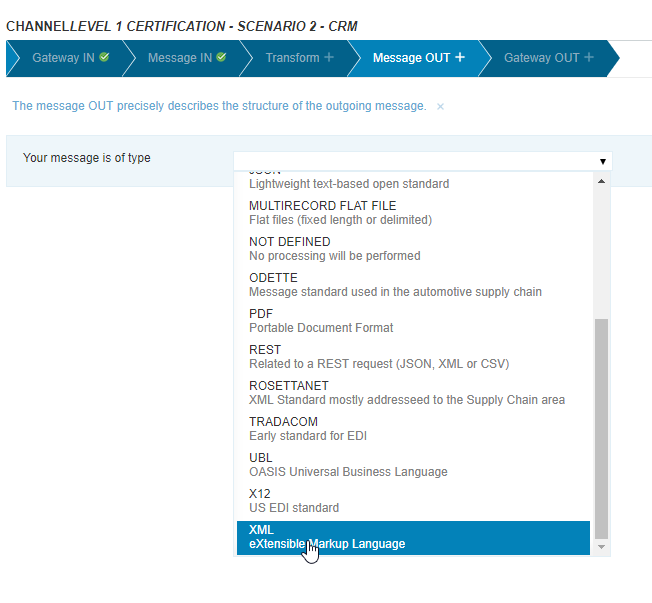 CHANNELLEVEL 1 CERTIFICATION - SCENARIO 2 - CRM
Gateway IN Message IN Transform + Message OUT + Gateway OUT +
The message OUT precisely describes the structure of the outgoing message. ×
Your message is of type
JSON
Lightweight text-based open standard
MULTIRECORD FLAT FILE
Flat files (fixed length or delimited)
NOT DEFINED
No processing will be performed
ODETTE
Message standard used in the automotive supply chain
PDF
Portable Document Format
REST
Related to a REST request (JSON, XML or CSV)
ROSETTANET
XML Standard mostly addresseed to the Supply Chain area
TRADACOM
Early standard for EDI
UBL
OASIS Universal Business Language
X12
US EDI standard
XML
eXtensible Markup Language